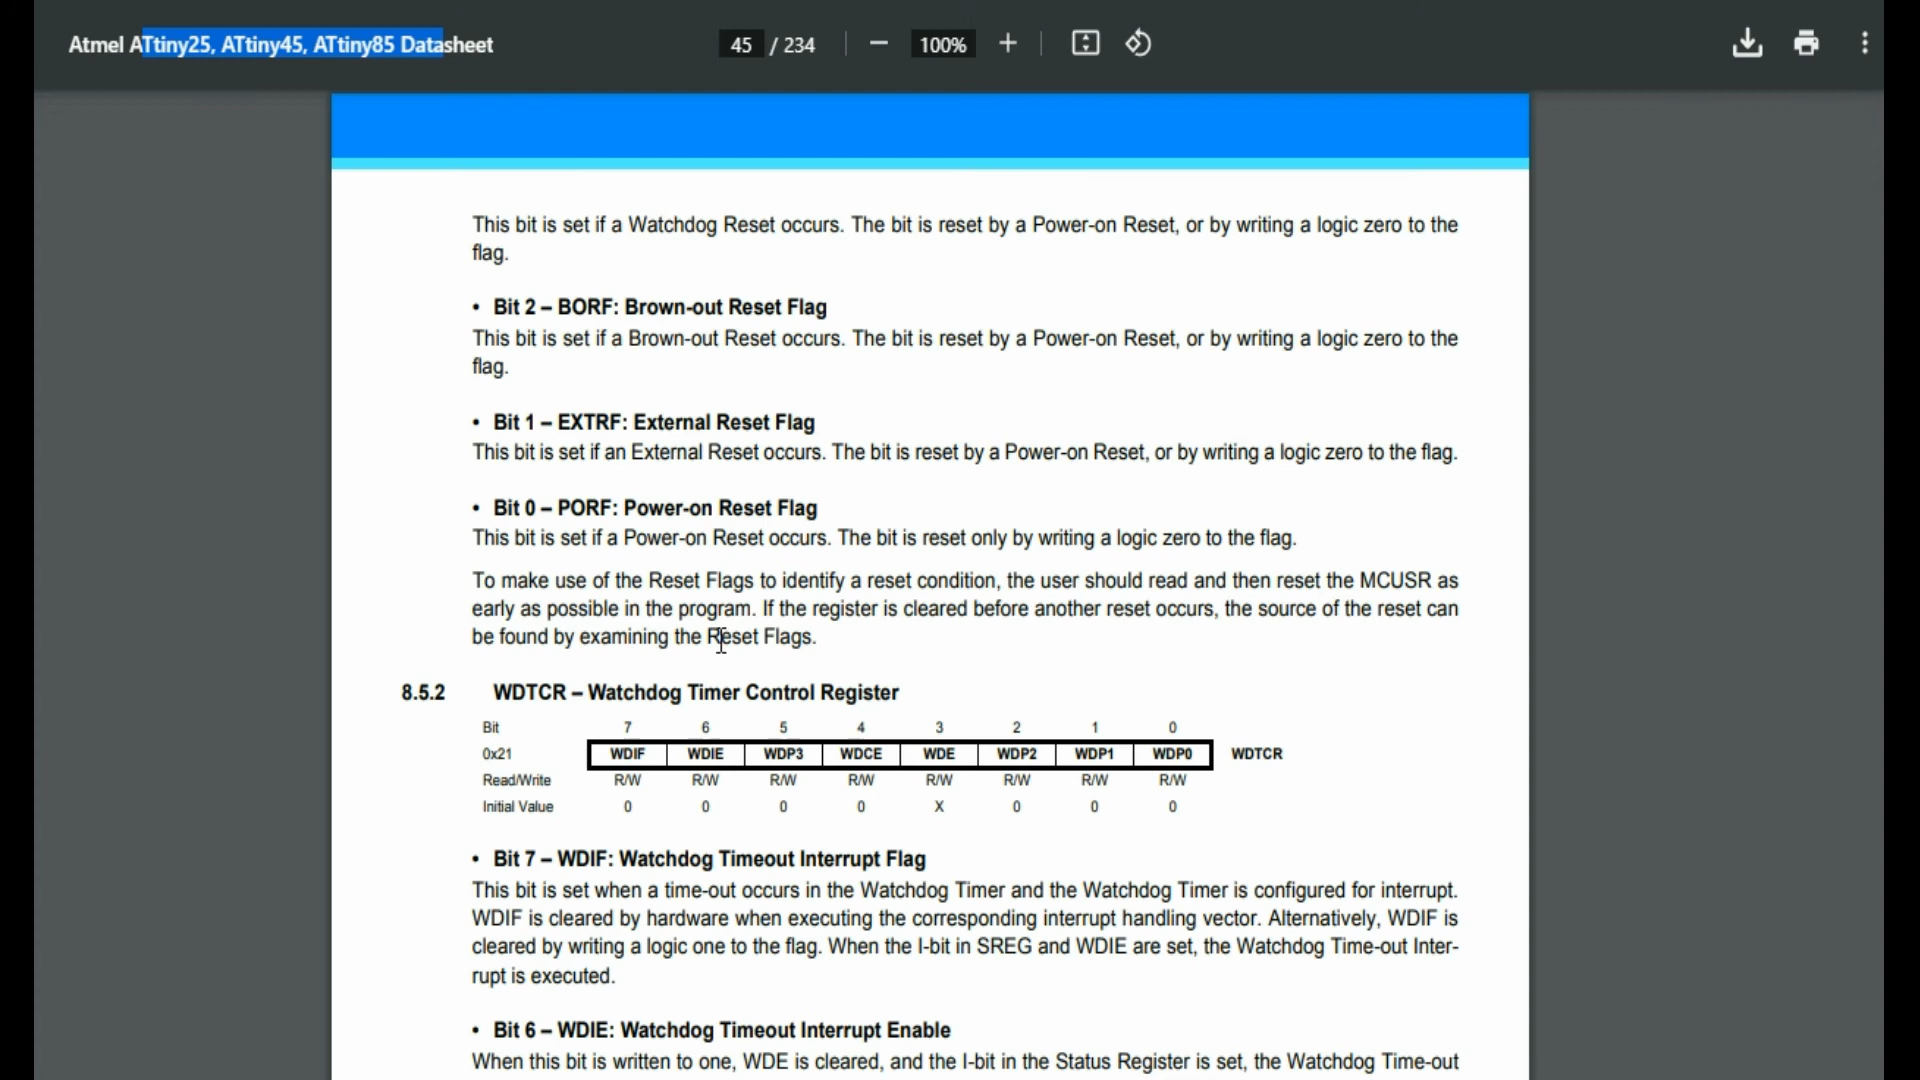 Atmel ATtiny25, ATtiny45, ATtiny85 Datasheet
45 / 234
100%
This bit is set if a Watchdog Reset occurs. The bit is reset by a Power-on Reset, or by writing a logic zero to the
flag.
• Bit 2 – BORF: Brown-out Reset Flag
This bit is set if a Brown-out Reset occurs. The bit is reset by a Power-on Reset, or by writing a logic zero to the
flag.
• Bit 1 – EXTRF: External Reset Flag
This bit is set if an External Reset occurs. The bit is reset by a Power-on Reset, or by writing a logic zero to the flag.
• Bit 0 – PORF: Power-on Reset Flag
This bit is set if a Power-on Reset occurs. The bit is reset only by writing a logic zero to the flag.
To make use of the Reset Flags to identify a reset condition, the user should read and then reset the MCUSR as
early as possible in the program. If the register is cleared before another reset occurs, the source of the reset can
be found by examining the Reset Flags.
8.5.2 WDTCR – Watchdog Timer Control Register
Bit 7 6 5 4 3 2 1 0
0x21 WDIF WDIE WDP3 WDCE WDE WDP2 WDP1 WDP0 WDTCR
Read/Write R/W R/W R/W R/W R/W R/W R/W R/W
Initial Value 0 0 0 0 X 0 0 0
• Bit 7 – WDIF: Watchdog Timeout Interrupt Flag
This bit is set when a time-out occurs in the Watchdog Timer and the Watchdog Timer is configured for interrupt.
WDIF is cleared by hardware when executing the corresponding interrupt handling vector. Alternatively, WDIF is
cleared by writing a logic one to the flag. When the I-bit in SREG and WDIE are set, the Watchdog Time-out Inter-
rupt is executed.
• Bit 6 – WDIE: Watchdog Timeout Interrupt Enable
When this bit is written to one, WDE is cleared, and the I-bit in the Status Register is set, the Watchdog Time-out